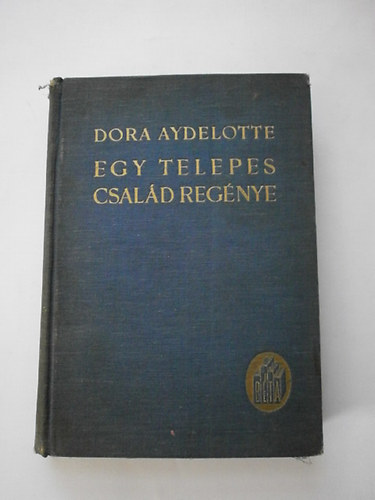 DORA AYDELOTTE
EGY TELEPES
CSALÁD REGÉNYE